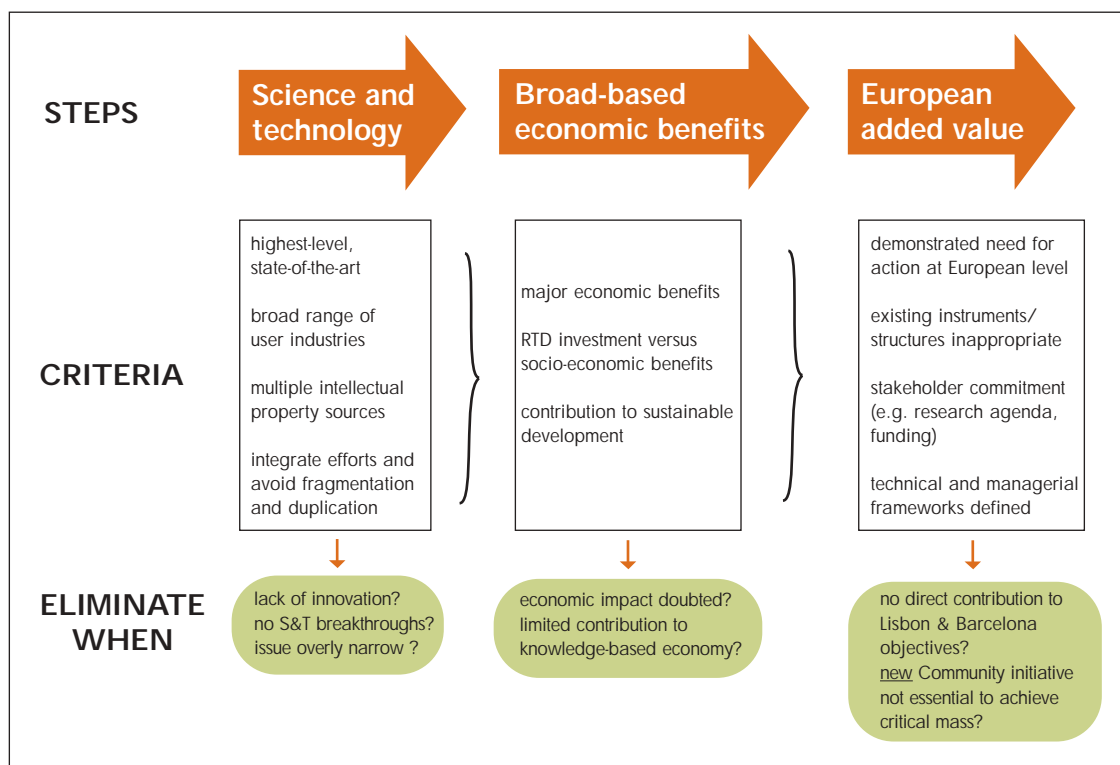 STEPS
Science and
technology
Broad-based
economic benefits
European
added value
CRITERIA
highest-level,
state-of-the-art
broad range of
user industries
multiple intellectual
property sources
integrate efforts and
avoid fragmentation
and duplication
major economic benefits
RTD investment versus
socio-economic benefits
contribution to sustainable
development
demonstrated need for
action at European level
existing instruments/
structures inappropriate
stakeholder commitment
(e.g. research agenda,
funding)
technical and managerial
frameworks defined
ELIMINATE
WHEN
lack of innovation?
no S&T breakthroughs?
issue overly narrow ?
economic impact doubted?
limited contribution to
knowledge-based economy?
no direct contribution to
Lisbon & Barcelona
objectives?
new Community initiative
not essential to achieve
critical mass?